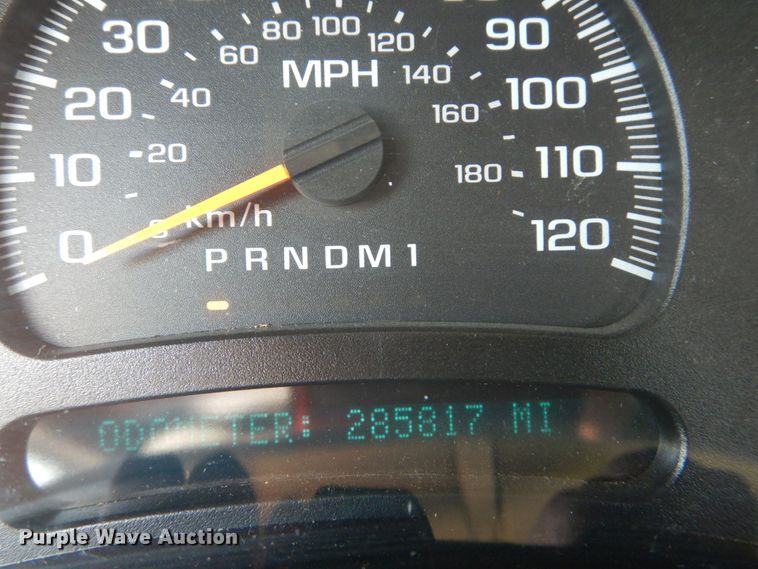 30 60 80 100 120 90
MPH 140
20 40 160 100
10 20 180 110
0 km/h 120
P R N D M 1
ODOMETER: 285817 MI
Purple Wave Auction